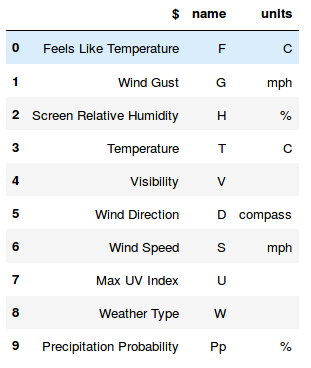 $ name units
0 Feels Like Temperature F C
1 Wind Gust G mph
2 Screen Relative Humidity H %
3 Temperature T C
4 Visibility V
5 Wind Direction D compass
6 Wind Speed S mph
7 Max UV Index U
8 Weather Type W
9 Precipitation Probability Pp %